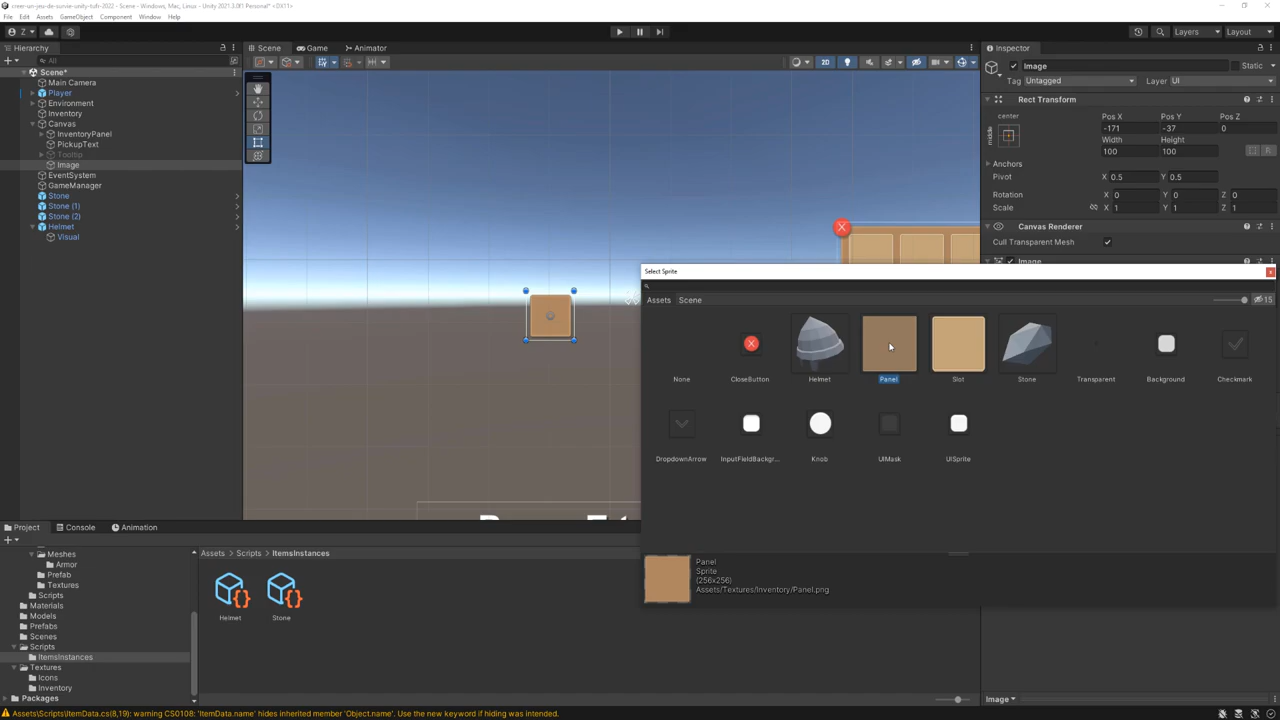 cree-un-jeu-de-survie-unity-tufr-2022 - Scene - Windows, Mac, Linux - Unity 2021.3.0f1 Personal* <DX11>
File Edit Assets GameObject Component Window Help
Z Layers Layout
Hierarchy Scene Game Animator Inspector
All
Scene*
Main Camera
Player
Environment
Inventory
Canvas
InventoryPanel
PickupText
Tooltip
Image
EventSystem
GameManager
Stone
Stone (1)
Stone (2)
Helmet
Visual
2D
Image Static
Tag Untagged Layer UI
Rect Transform
center Pos X Pos Y Pos Z
middle -171 -37 0
Width Height
100 100
Anchors
Pivot X 0.5 Y 0.5
Rotation X 0 Y 0 Z 0
Scale X 1 Y 1 Z 1
Canvas Renderer
Cull Transparent Mesh
Image
Select Sprite
Assets Scene 15
None CloseButton Helmet Panel Slot Stone Transparent Background Checkmark
DropdownArrow InputFieldBackgr... Knob UIMask UISprite
Panel
Sprite
(256x256)
Assets/Textures/Inventory/Panel.png
Project Console Animation
Meshes
Armor
Prefab
Textures
Scripts
Materials
Models
Prefabs
Scenes
Scripts
ItemsInstances
Textures
Icons
Inventory
Packages
Assets > Scripts > ItemsInstances
Helmet Stone
Image
Assets\Scripts\ItemData.cs(8,19): warning CS0108: 'ItemData.name' hides inherited member 'Object.name'. Use the new keyword if hiding was intended.